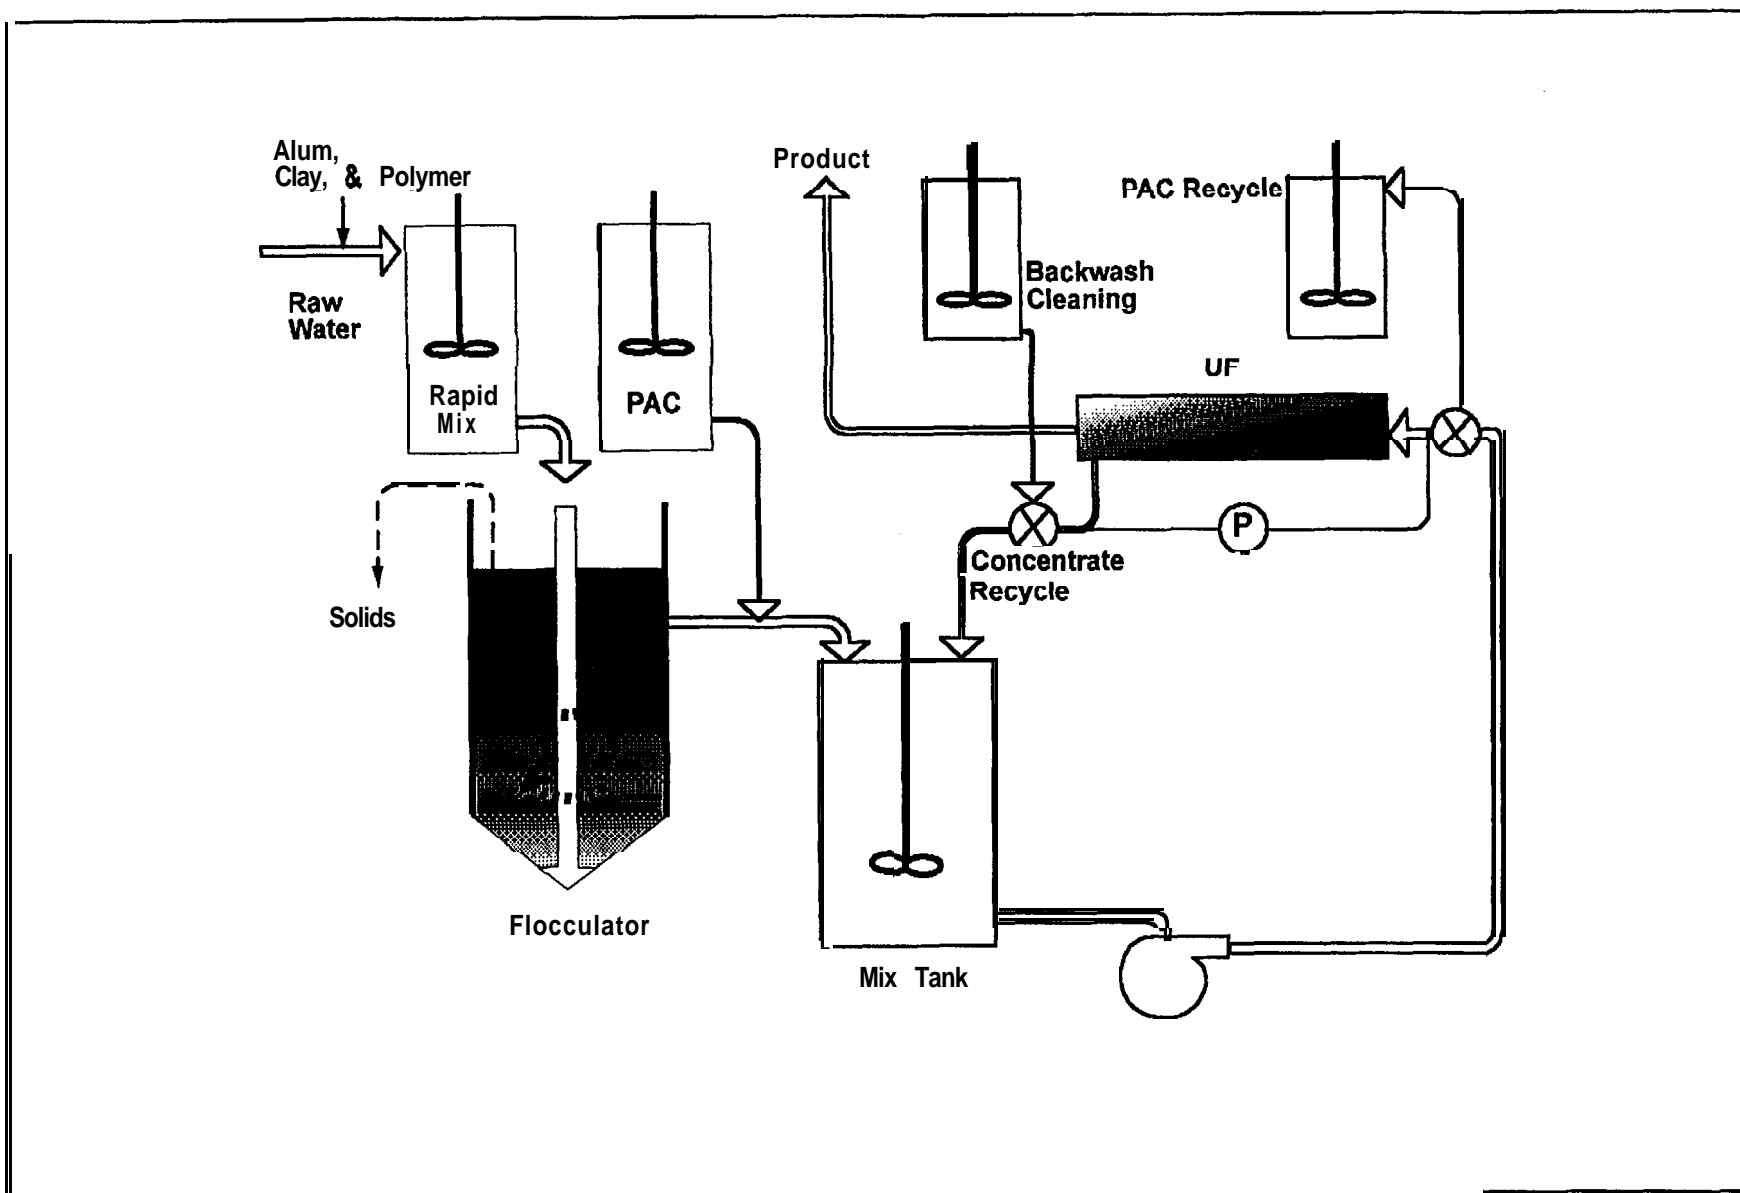 Alum,
Clay, & Polymer
Raw
Water
Rapid
Mix
PAC
Product
Backwash
Cleaning
PAC Recycle
UF
P
Concentrate
Recycle
Solids
Flocculator
Mix Tank